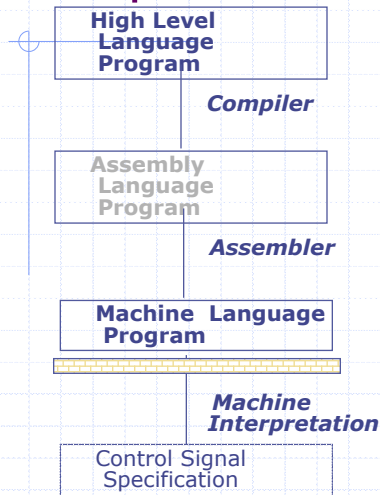 High Level
Language
Program
Compiler
Assembly
Language
Program
Assembler
Machine Language
Program
Machine
Interpretation
Control Signal
Specification